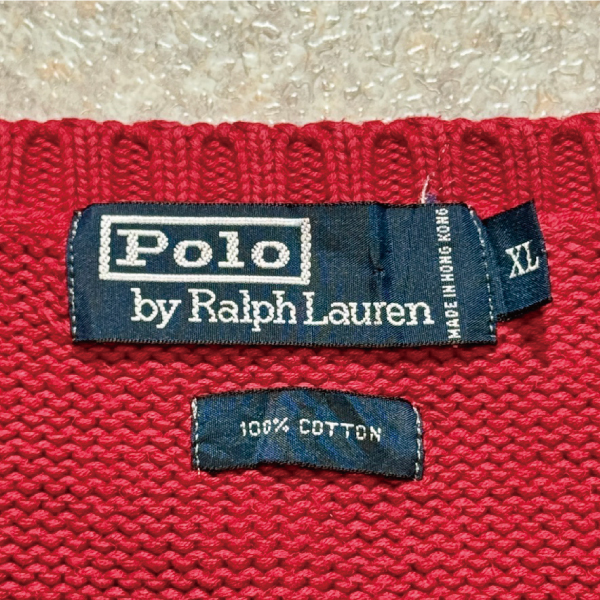 Polo
by Ralph Lauren
MADE IN HONG KONG
XL
100% COTTON